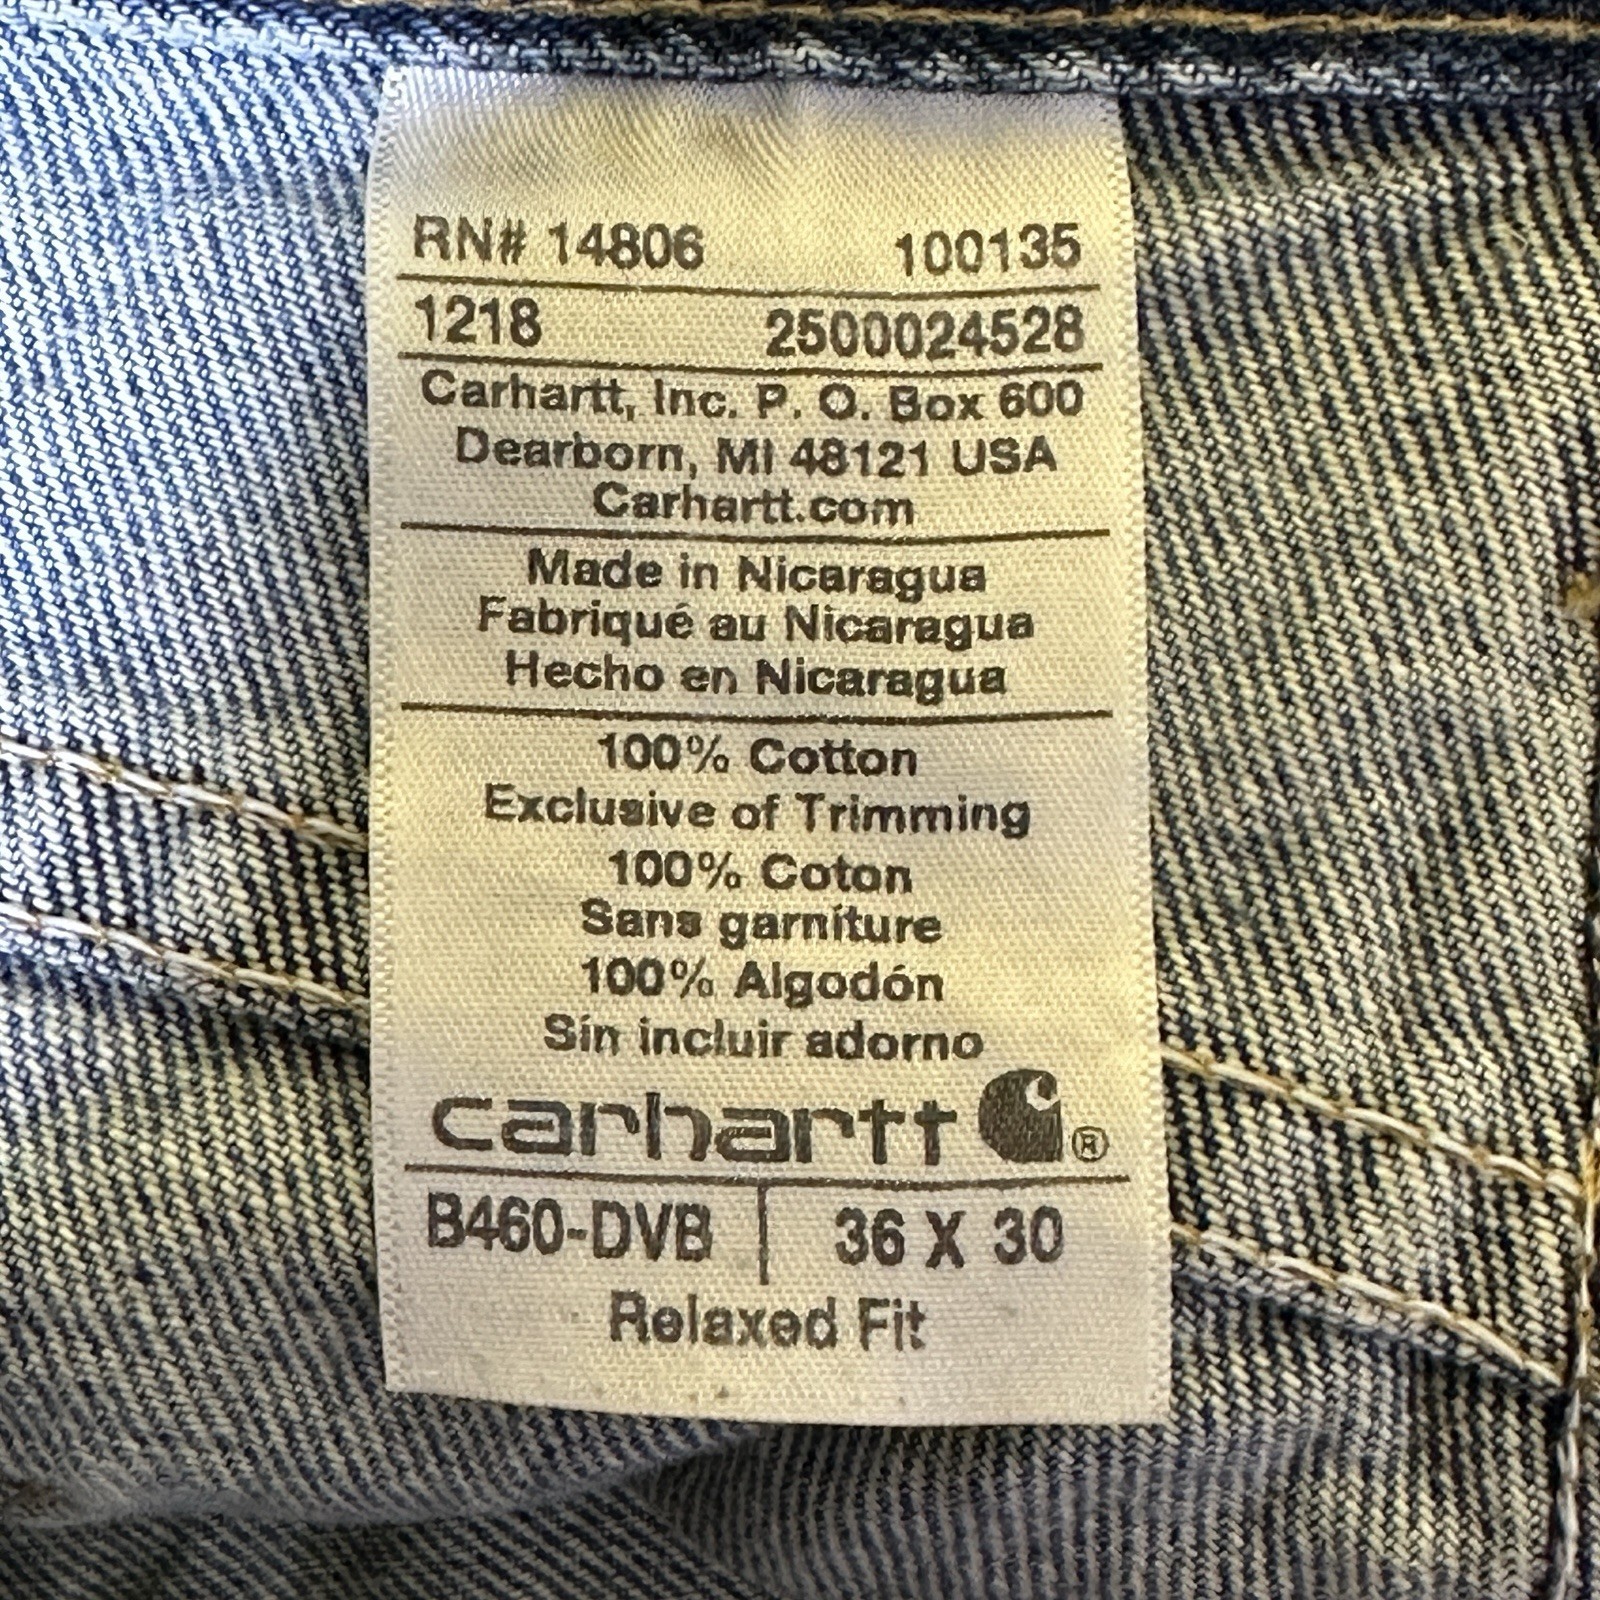 RN# 14806 100135
1218 2500024528
Carhartt, Inc. P. O. Box 600
Dearborn, MI 48121 USA
Carhartt.com
Made in Nicaragua
Fabriqué au Nicaragua
Hecho en Nicaragua
100% Cotton
Exclusive of Trimming
100% Coton
Sans garniture
100% Algodón
Sin incluir adorno
carhartt ®
B460-DVB | 36 X 30
Relaxed Fit